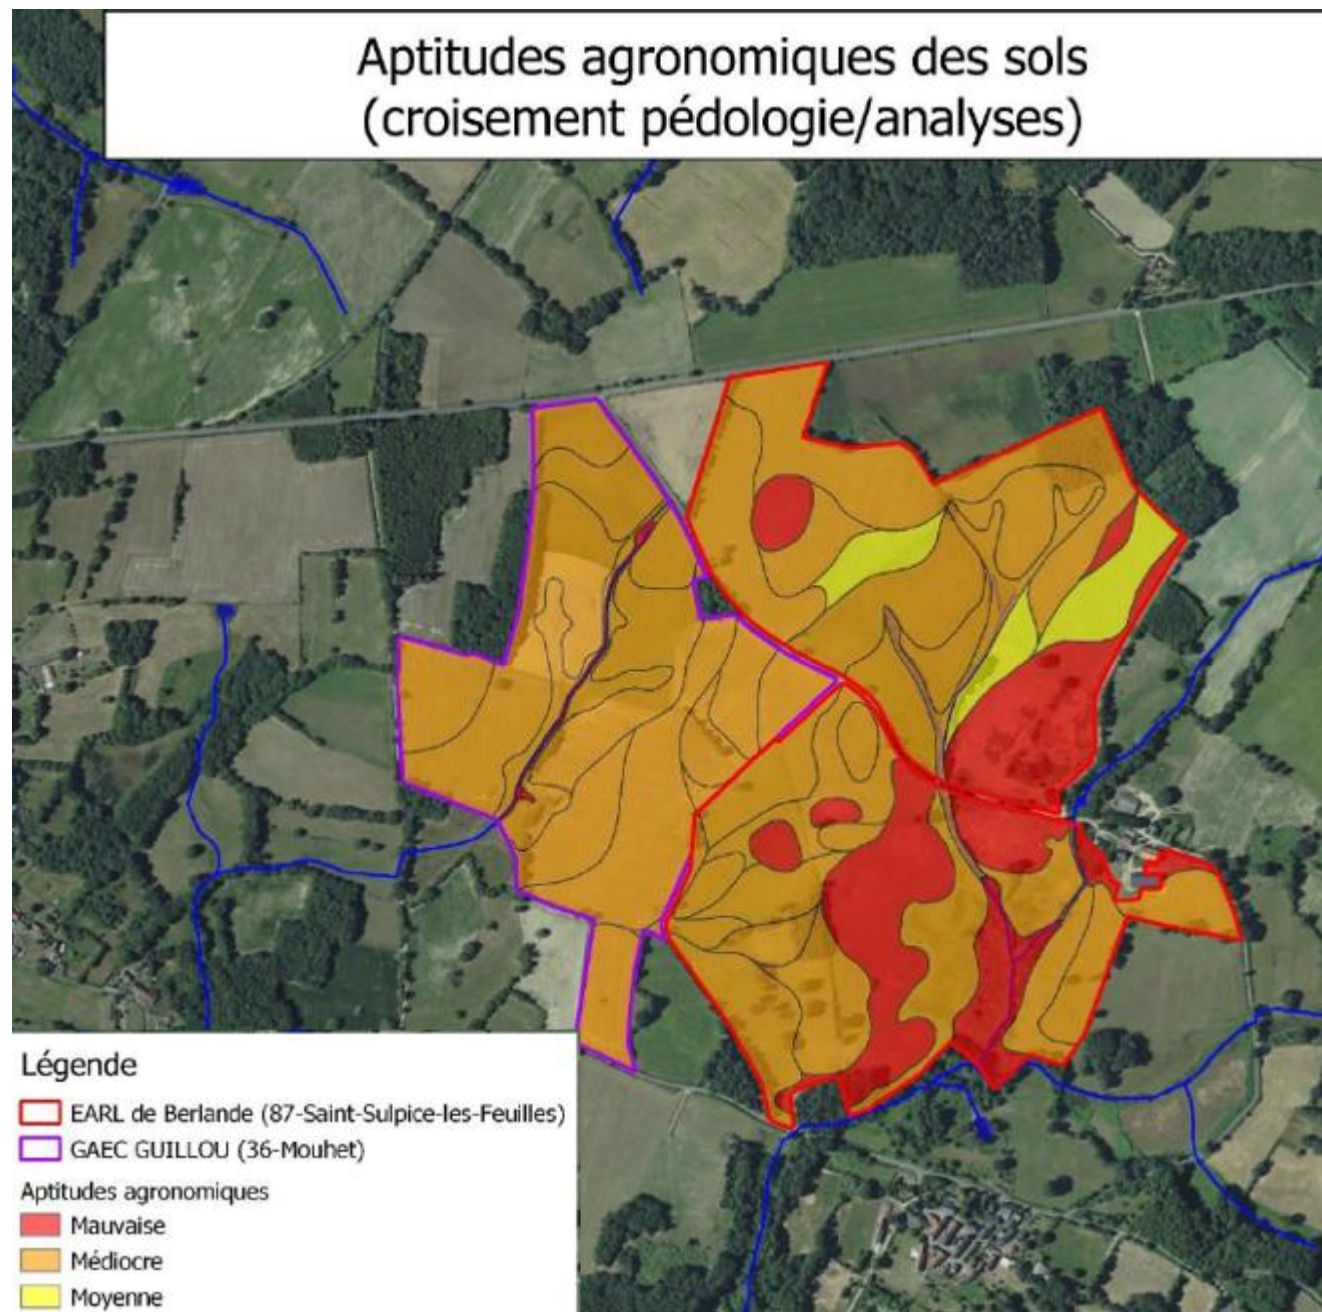 Aptitudes agronomiques des sols
(croisement pédologie/analyses)
Légende
EARL de Berlande (87-Saint-Sulpice-les-Feuilles)
GAEC GUILLOU (36-Mouhet)
Aptitudes agronomiques
Mauvaise
Médiocre
Moyenne